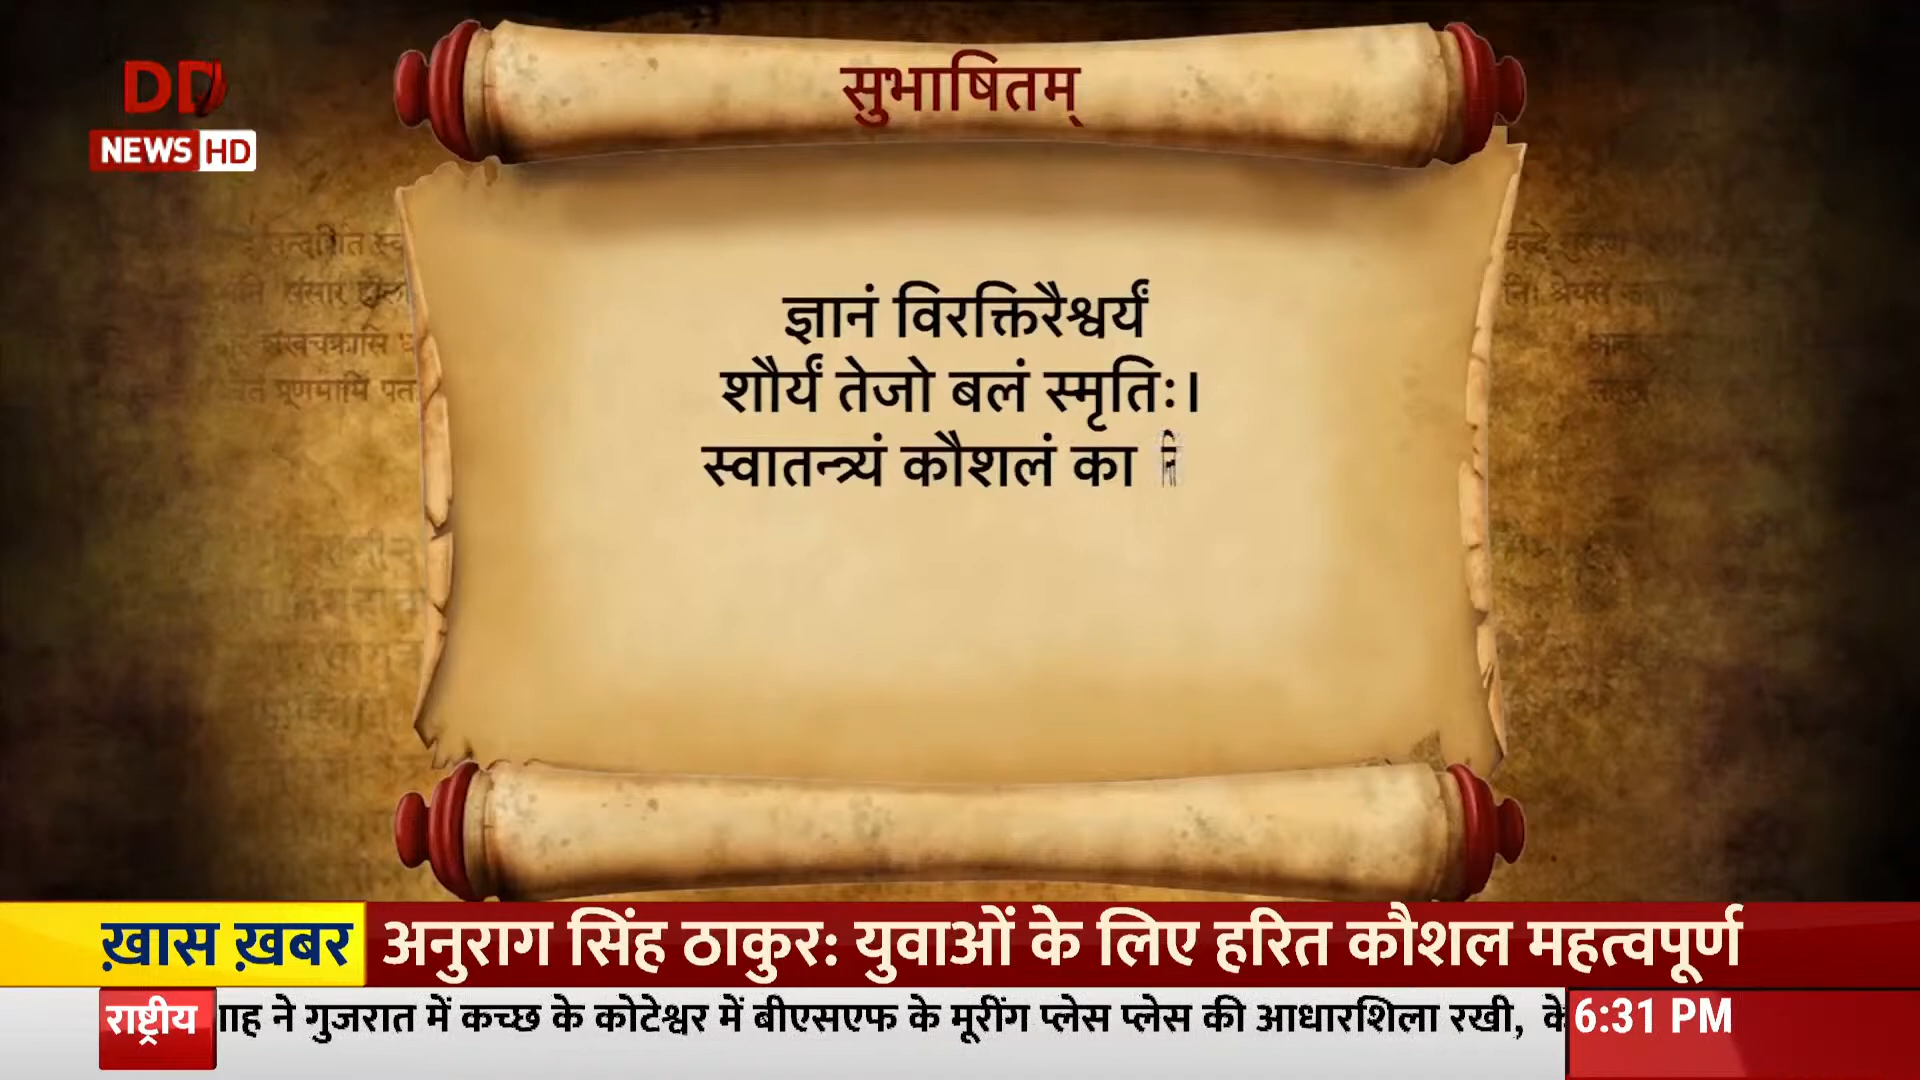 DD
NEWS HD
सुभाषितम्
ज्ञानं विरक्तिरैश्वर्यं
शौर्यं तेजो बलं स्मृतिः।
स्वातन्त्र्यं कौशलं का
ख़ास ख़बर
अनुराग सिंह ठाकुर: युवाओं के लिए हरित कौशल महत्वपूर्ण
राष्ट्रीय
ाह ने गुजरात में कच्छ के कोटेश्वर में बीएसएफ के मूरींग प्लेस प्लेस की आधारशिला रखी, के
6:31 PM